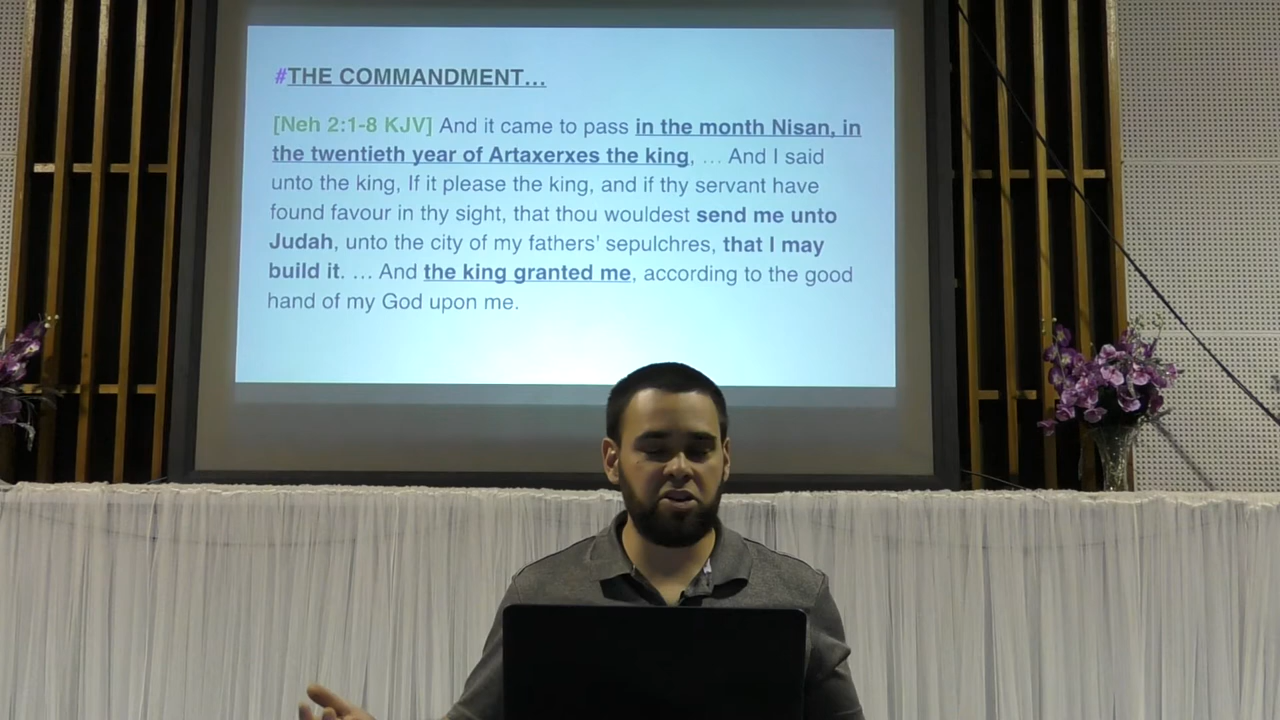 #THE COMMANDMENT…
[Neh 2:1-8 KJV] And it came to pass in the month Nisan, in
the twentieth year of Artaxerxes the king, … And I said
unto the king, If it please the king, and if thy servant have
found favour in thy sight, that thou wouldest send me unto
Judah, unto the city of my fathers' sepulchres, that I may
build it. … And the king granted me, according to the good
hand of my God upon me.